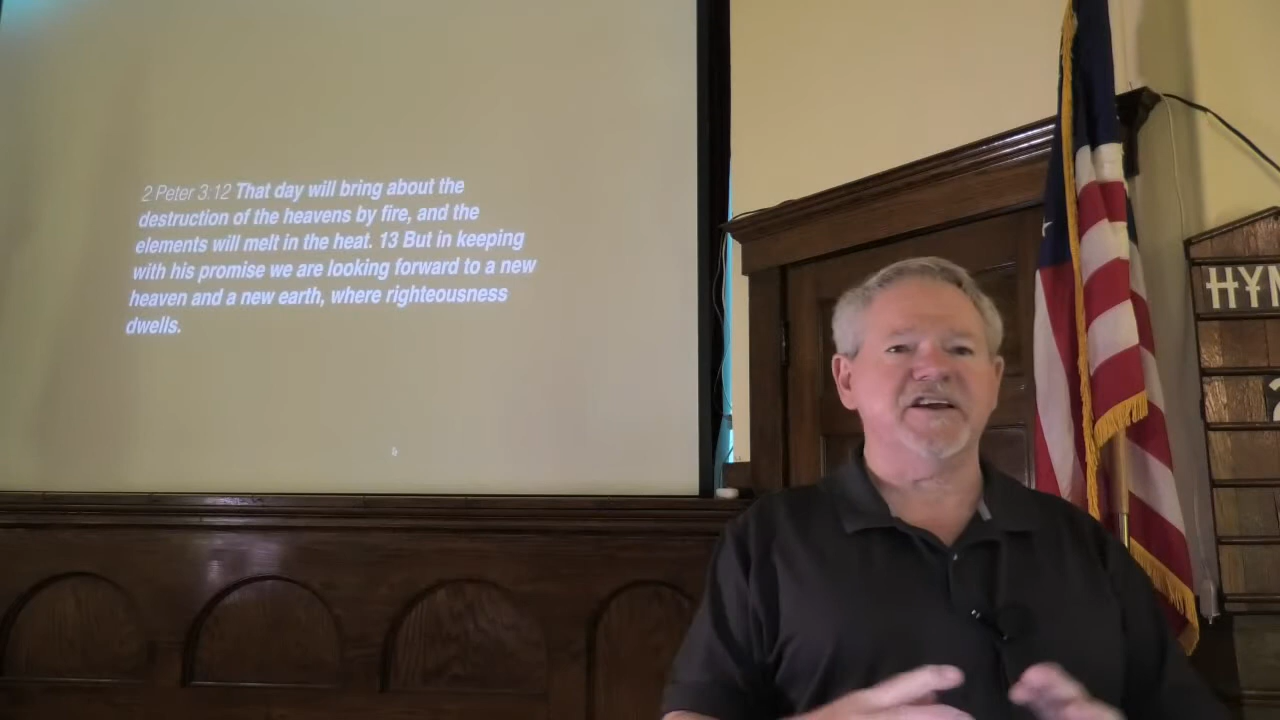 2 Peter 3:12 That day will bring about the
destruction of the heavens by fire, and the
elements will melt in the heat. 13 But in keeping
with his promise we are looking forward to a new
heaven and a new earth, where righteousness
dwells.
HYM